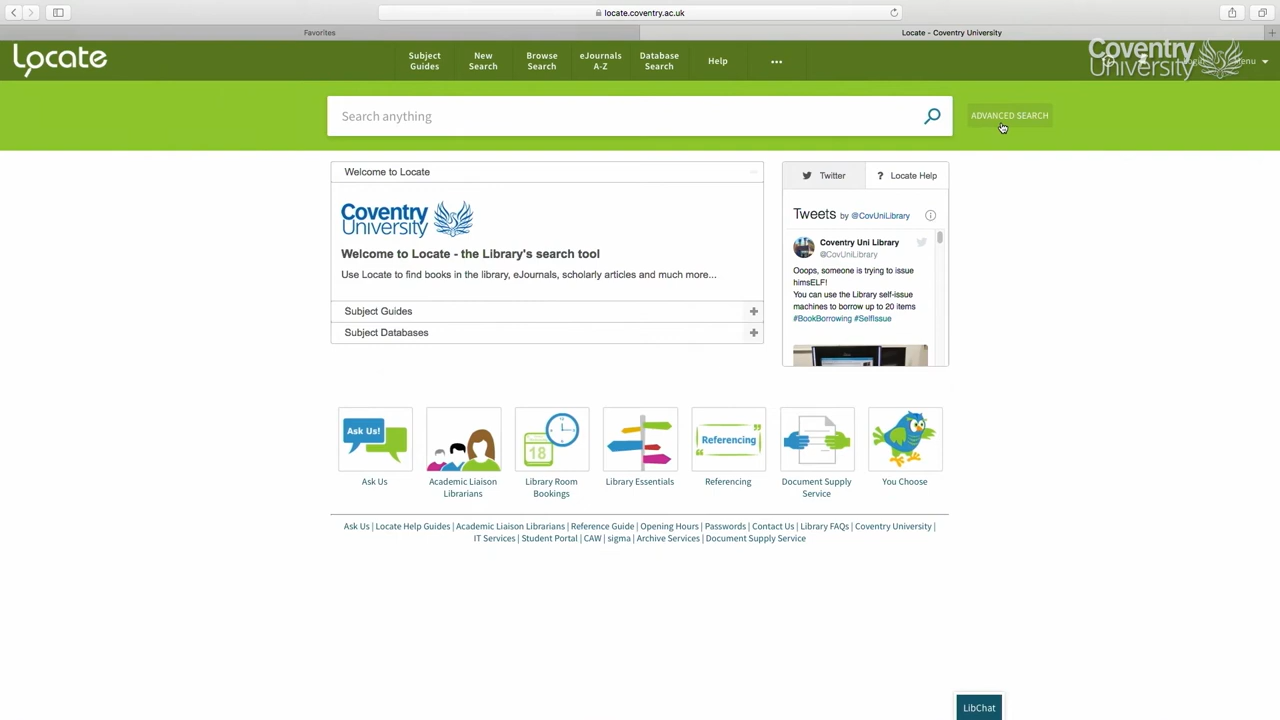 locate.coventry.ac.uk
Favorites
Locate - Coventry University
Locate
Subject Guides
New Search
Browse Search
eJournals A-Z
Database Search
Help
Coventry University
Menu
Search anything
ADVANCED SEARCH
Welcome to Locate
Coventry University
Welcome to Locate - the Library's search tool
Use Locate to find books in the library, eJournals, scholarly articles and much more...
Subject Guides
Subject Databases
Twitter
? Locate Help
Tweets by @CovUniLibrary
Coventry Uni Library
@CovUniLibrary
Ooops, someone is trying to issue
himsELF!
You can use the Library self-issue
machines to borrow up to 20 items
#BookBorrowing #SelfIssue
Ask Us!
18
Referencing
Ask Us
Academic Liaison Librarians
Library Room Bookings
Library Essentials
Referencing
Document Supply Service
You Choose
Ask Us | Locate Help Guides | Academic Liaison Librarians | Reference Guide | Opening Hours | Passwords | Contact Us | Library FAQs | Coventry University |
IT Services | Student Portal | CAW | sigma | Archive Services | Document Supply Service
LibChat